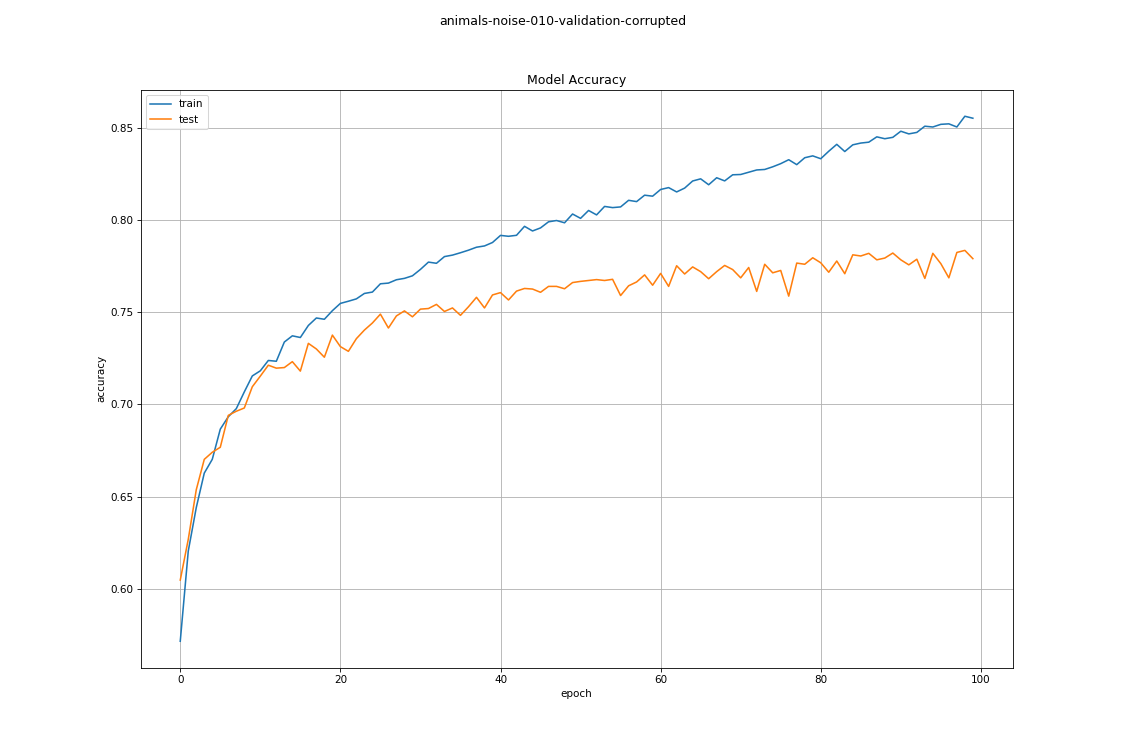 animals-noise-010-validation-corrupted
Model Accuracy
train
test
0.85
0.80
0.75
0.70
0.65
0.60
accuracy
0 20 40 60 80 100
epoch